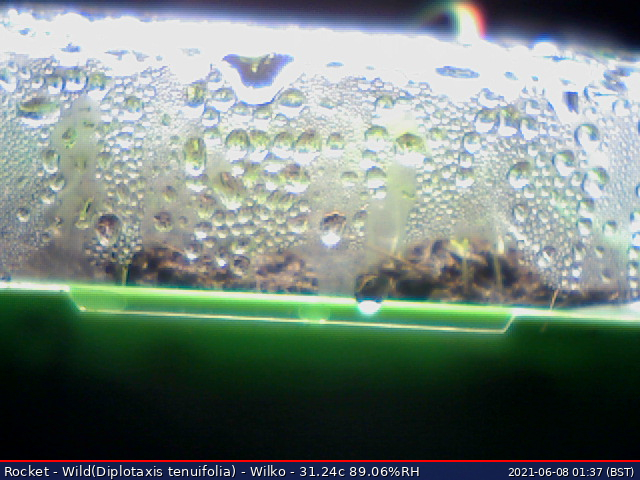 Rocket - Wild(Diplotaxis tenuifolia) - Wilko - 31.24c 89.06%RH 2021-06-08 01:37 (BST)